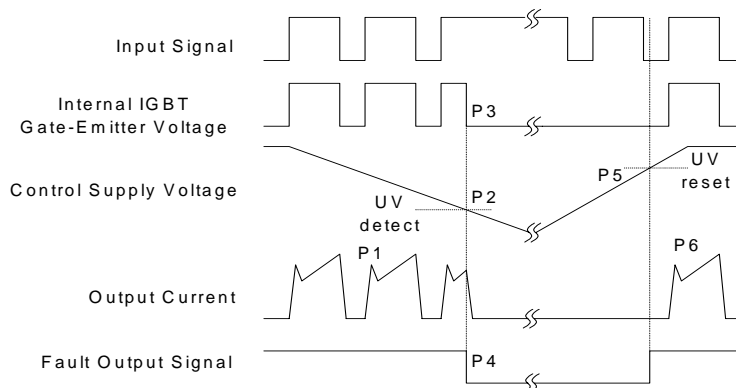 Input Signal
Internal IGBT
Gate-Emitter Voltage
P3
Control Supply Voltage
UV
detect
P2
P5
UV
reset
P1
P6
Output Current
Fault Output Signal
P4